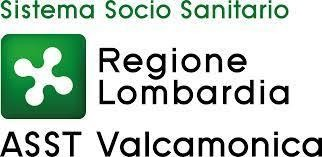 Sistema Socio Sanitario
Regione
Lombardia
ASST Valcamonica